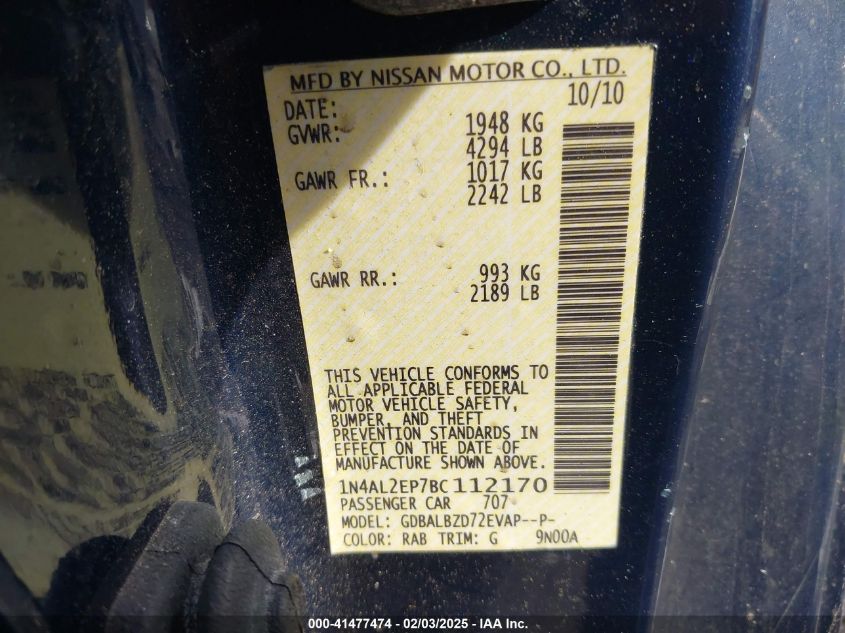 MFD BY NISSAN MOTOR CO., LTD.
DATE: 10/10
GVWR: 1948 KG
4294 LB
GAWR FR.: 1017 KG
2242 LB
GAWR RR.: 993 KG
2189 LB
THIS VEHICLE CONFORMS TO
ALL APPLICABLE FEDERAL
MOTOR VEHICLE SAFETY,
BUMPER, AND THEFT
PREVENTION STANDARDS IN
EFFECT ON THE DATE OF
MANUFACTURE SHOWN ABOVE.
1N4AL2EP7BC112170
PASSENGER CAR 707
MODEL: GDBALBZD72EVAP--P-
COLOR: RAB TRIM: G 9N00A
000-41477474 - 02/03/2025 - IAA Inc.